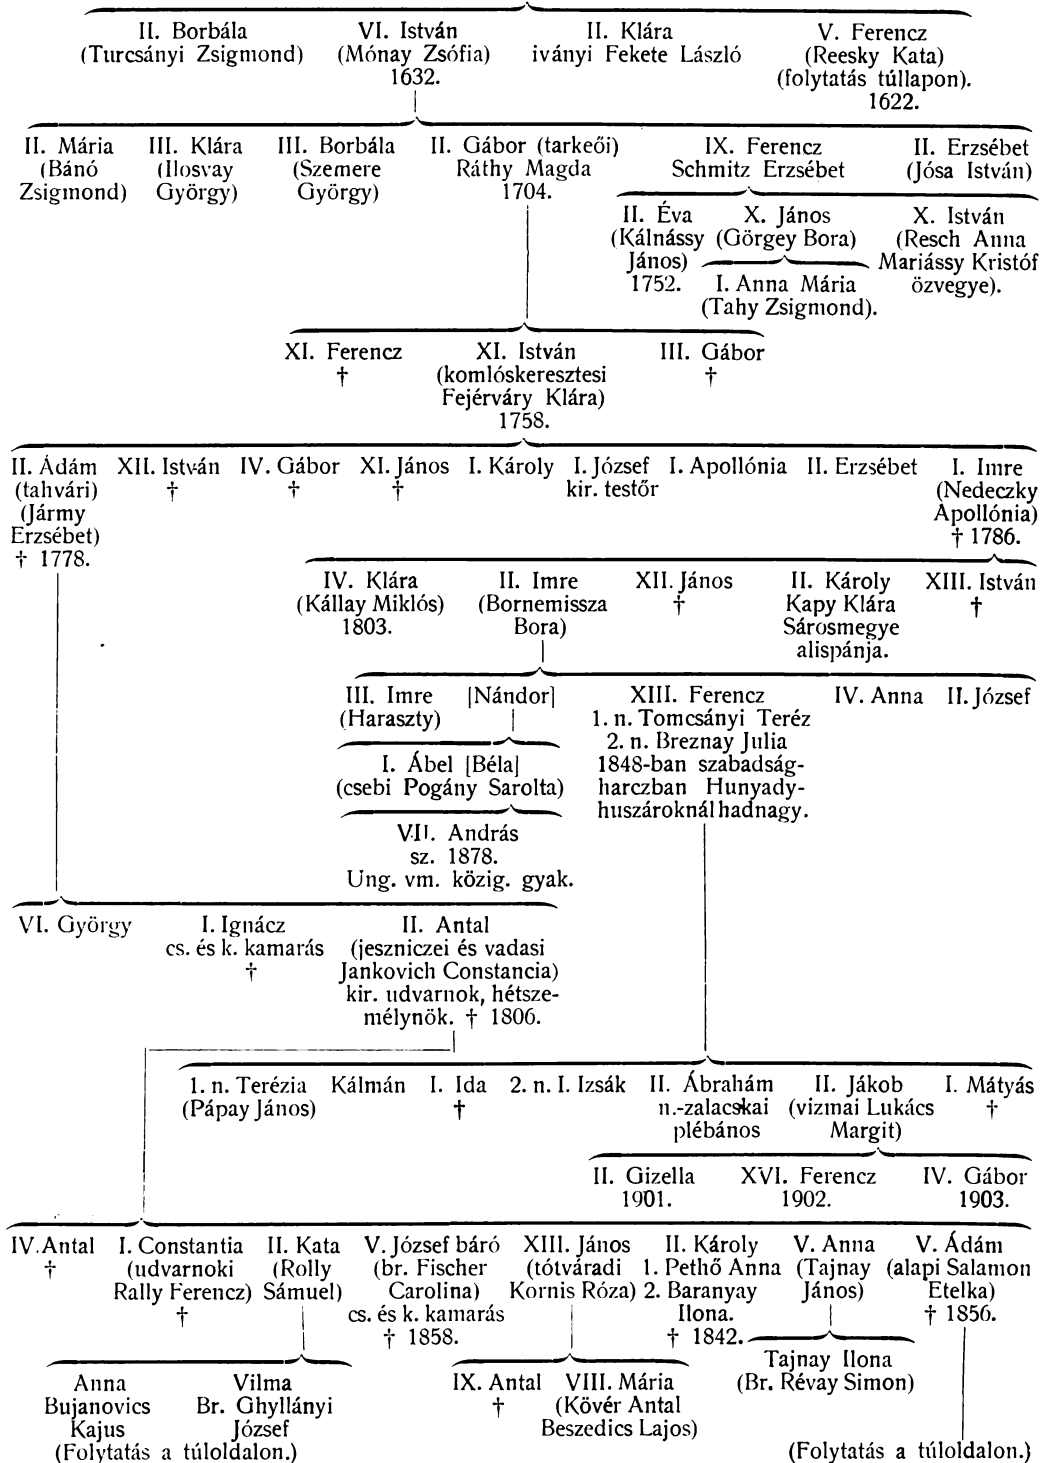 II. Borbála VI. István II. Klára V. Ferencz
(Turcsányi Zsigmond) (Mónay Zsófia) iványi Fekete László (Reesky Kata)
1632. (folytatás túllapon).
1622.
II. Mária III. Klára III. Borbála II. Gábor (tarkeői) IX. Ferencz II. Erzsébet
(Bánó (Ilosvay (Szemere Ráthy Magda Schmitz Erzsébet (Jósa István)
Zsigmond) György) György) 1704.
II. Éva X. János X. István
(Kálnássy (Görgey Bora) (Resch Anna
János) Mariássy Kristóf
1752. I. Anna Mária özvegye).
(Tahy Zsigmond).
XI. Ferencz XI. István III. Gábor
† (komlóskeresztesi †
Fejérváry Klára)
1758.
II. Ádám XII. István IV. Gábor XI. János I. Károly I. József I. Apollónia II. Erzsébet I. Imre
(tahvári) † † † kir. testőr (Nedeczky
(Jármy Apollónia)
Erzsébet) † 1786.
† 1778.
IV. Klára II. Imre XII. János II. Károly XIII. István
(Kállay Miklós) (Bornemissza † Kapy Klára †
1803. Bora) Sárosmegye
alispánja.
III. Imre [Nándor] XIII. Ferencz IV. Anna II. József
(Haraszty) 1. n. Tomcsányi Teréz
2. n. Breznay Julia
I. Ábel [Béla] 1848-ban szabadság-
(csebi Pogány Sarolta) harczban Hunyady-
huszároknál hadnagy.
VII. András
sz. 1878.
Ung. vm. közig. gyak.
VI. György I. Ignácz II. Antal
cs. és k. kamarás (jeszniczei és vadasi
† Jankovich Constancia)
kir. udvarnok, hétsze-
mélynök. † 1806.
1. n. Terézia Kálmán I. Ida 2. n. I. Izsák II. Ábrahám II. Jákob I. Mátyás
(Pápay János) † n.-zalacskai (vizmai Lukács †
plébános Margit)
II. Gizella XVI. Ferencz IV. Gábor
1901. 1902. 1903.
IV. Antal I. Constantia II. Kata V. József báró XIII. János II. Károly V. Anna V. Ádám
† (udvarnoki (Rolly (br. Fischer (tótváradi 1. Pethő Anna (Tajnay (alapi Salamon
Rally Ferencz) Sámuel) Carolina) Kornis Róza) 2. Baranyay János) Etelka)
† cs. és k. kamarás Ilona. † 1856.
† 1858. † 1842.
Anna Vilma IX. Antal VIII. Mária Tajnay Ilona
Bujanovics Br. Ghyllányi † (Kövér Antal (Br. Révay Simon)
Kajus József Beszedics Lajos)
(Folytatás a túloldalon.) (Folytatás a túloldalon.)